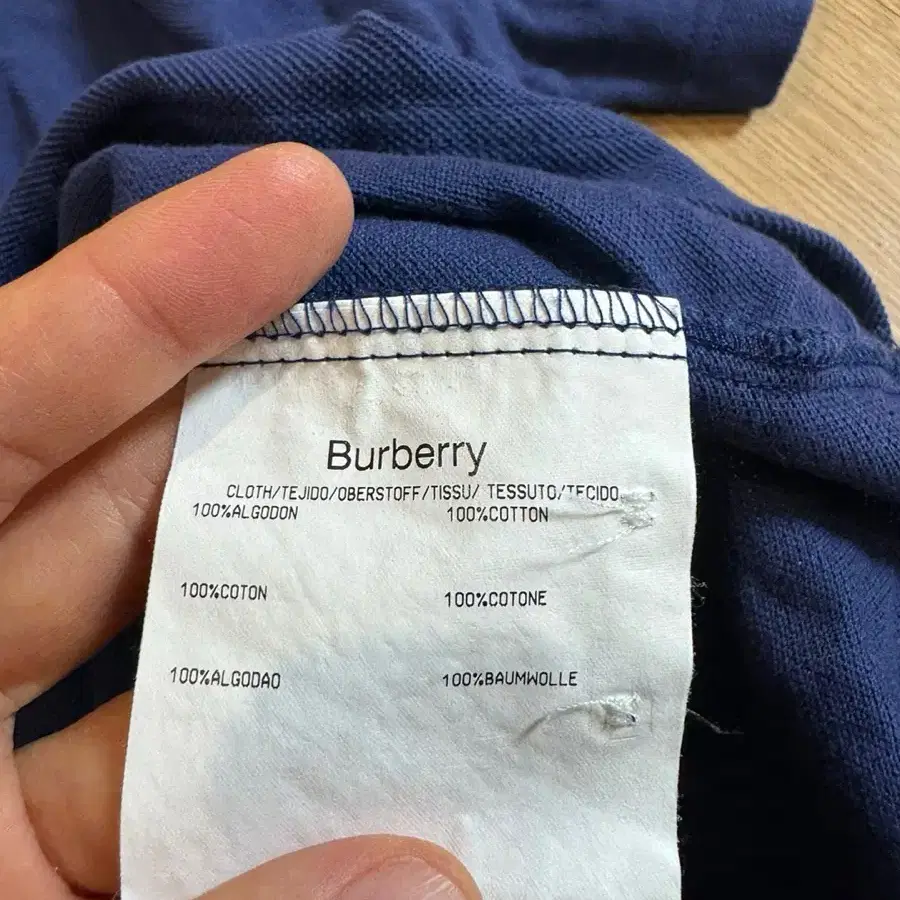 Burberry
CLOTH/TEJIDO/OBERSTOFF/TISSU/ TESSUTO/TECIDO
100%ALGODON 100%COTTON
100%COTON 100%COTONE
100%ALGODAO 100%BAUMWOLLE